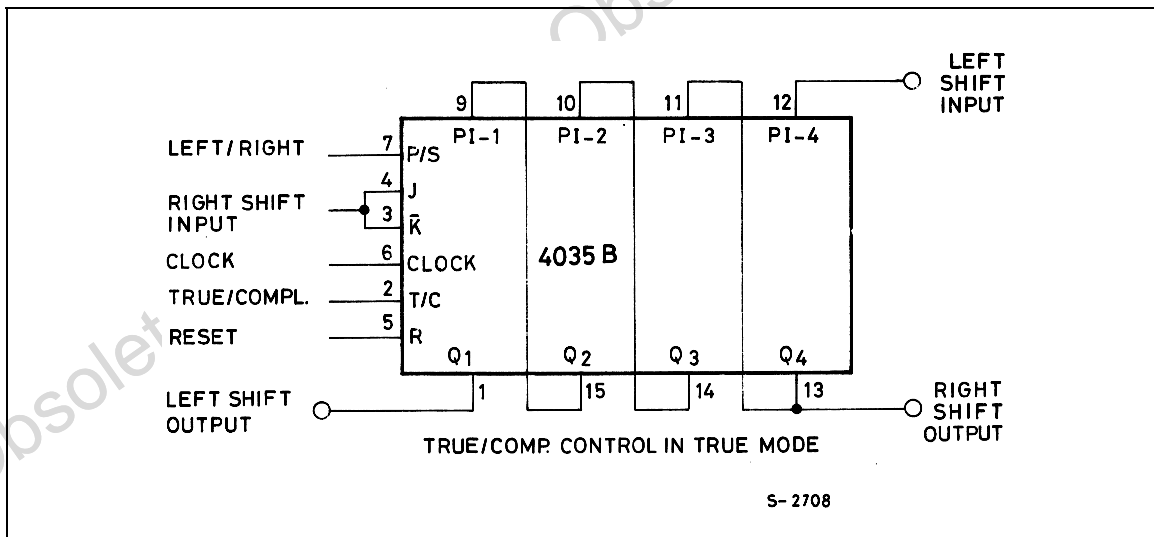 Obsolet
Obso
LEFT
SHIFT
INPUT
9
10
11
12
PI-1
PI-2
PI-3
PI-4
LEFT/RIGHT
7
P/S
4
J
RIGHT SHIFT
INPUT
3
K̅
CLOCK
6
CLOCK
4035 B
TRUE/COMPL.
2
T/C
RESET
5
R
Q1
Q2
Q3
Q4
1
15
14
13
LEFT SHIFT
OUTPUT
RIGHT
SHIFT
OUTPUT
TRUE/COMP. CONTROL IN TRUE MODE
S-2708